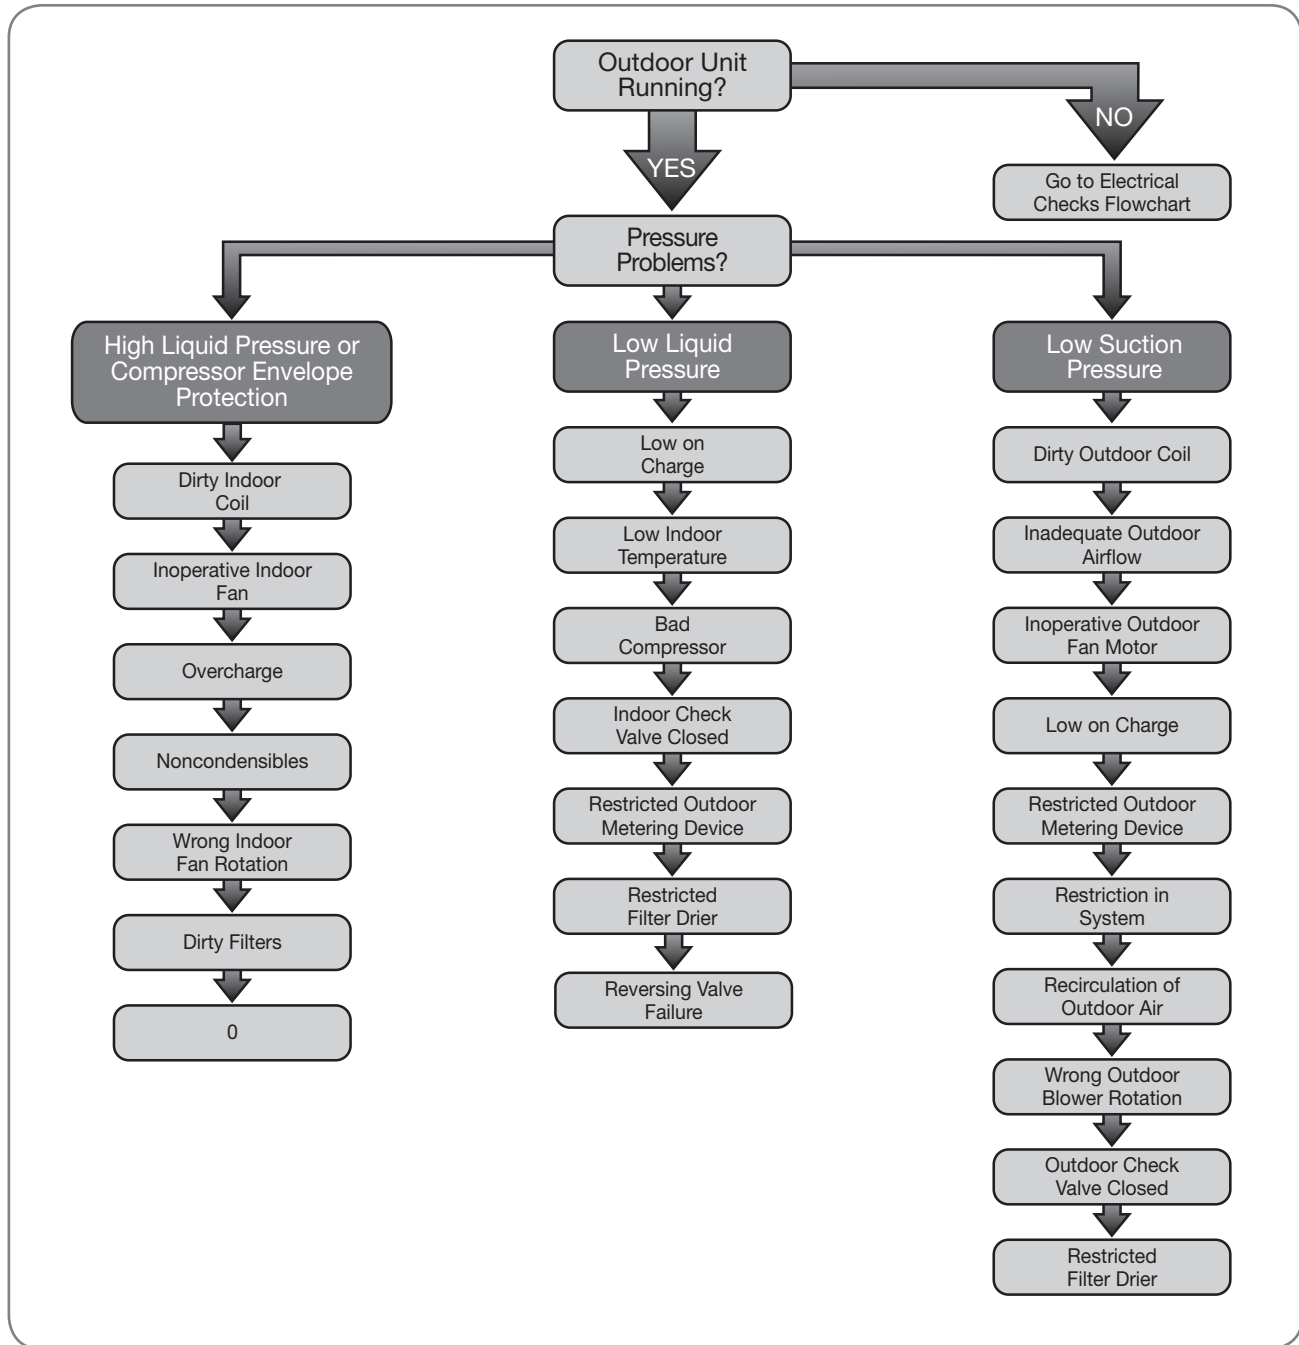 Outdoor Unit
Running?
NO
YES
Go to Electrical
Checks Flowchart
Pressure
Problems?
High Liquid Pressure or
Compressor Envelope
Protection
Dirty Indoor
Coil
Inoperative Indoor
Fan
Overcharge
Noncondensibles
Wrong Indoor
Fan Rotation
Dirty Filters
0
Low Liquid
Pressure
Low on
Charge
Low Indoor
Temperature
Bad
Compressor
Indoor Check
Valve Closed
Restricted Outdoor
Metering Device
Restricted
Filter Drier
Reversing Valve
Failure
Low Suction
Pressure
Dirty Outdoor Coil
Inadequate Outdoor
Airflow
Inoperative Outdoor
Fan Motor
Low on Charge
Restricted Outdoor
Metering Device
Restriction in
System
Recirculation of
Outdoor Air
Wrong Outdoor
Blower Rotation
Outdoor Check
Valve Closed
Restricted
Filter Drier